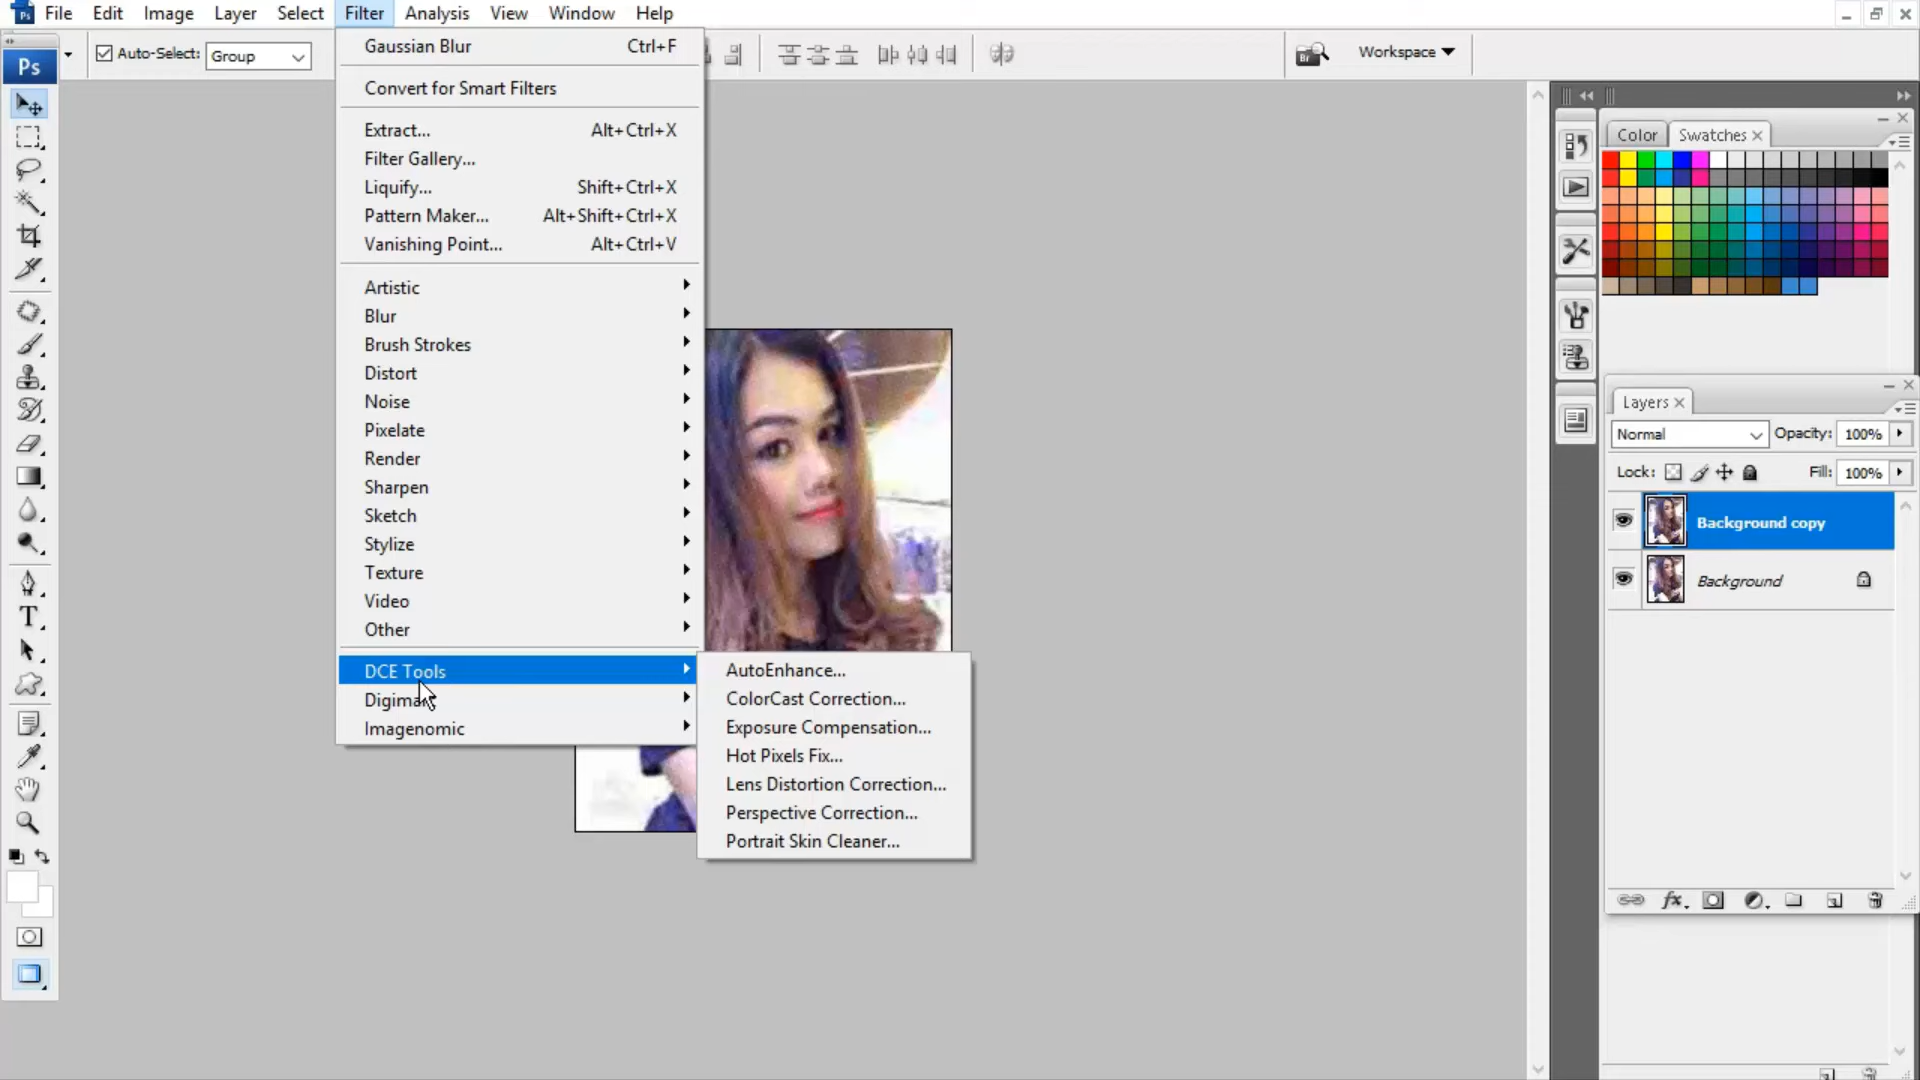 Ps File Edit Image Layer Select Filter Analysis View Window Help
Auto-Select: Group
Br Workspace
Ps
Gaussian Blur Ctrl+F
Convert for Smart Filters
Extract... Alt+Ctrl+X
Filter Gallery...
Liquify... Shift+Ctrl+X
Pattern Maker... Alt+Shift+Ctrl+X
Vanishing Point... Alt+Ctrl+V
Artistic
Blur
Brush Strokes
Distort
Noise
Pixelate
Render
Sharpen
Sketch
Stylize
Texture
Video
Other
DCE Tools
Imagenomic
AutoEnhance...
ColorCast Correction...
Exposure Compensation...
Hot Pixels Fix...
Lens Distortion Correction...
Perspective Correction...
Portrait Skin Cleaner...
Color Swatches
Layers
Normal Opacity: 100%
Lock: Fill: 100%
Background copy
Background